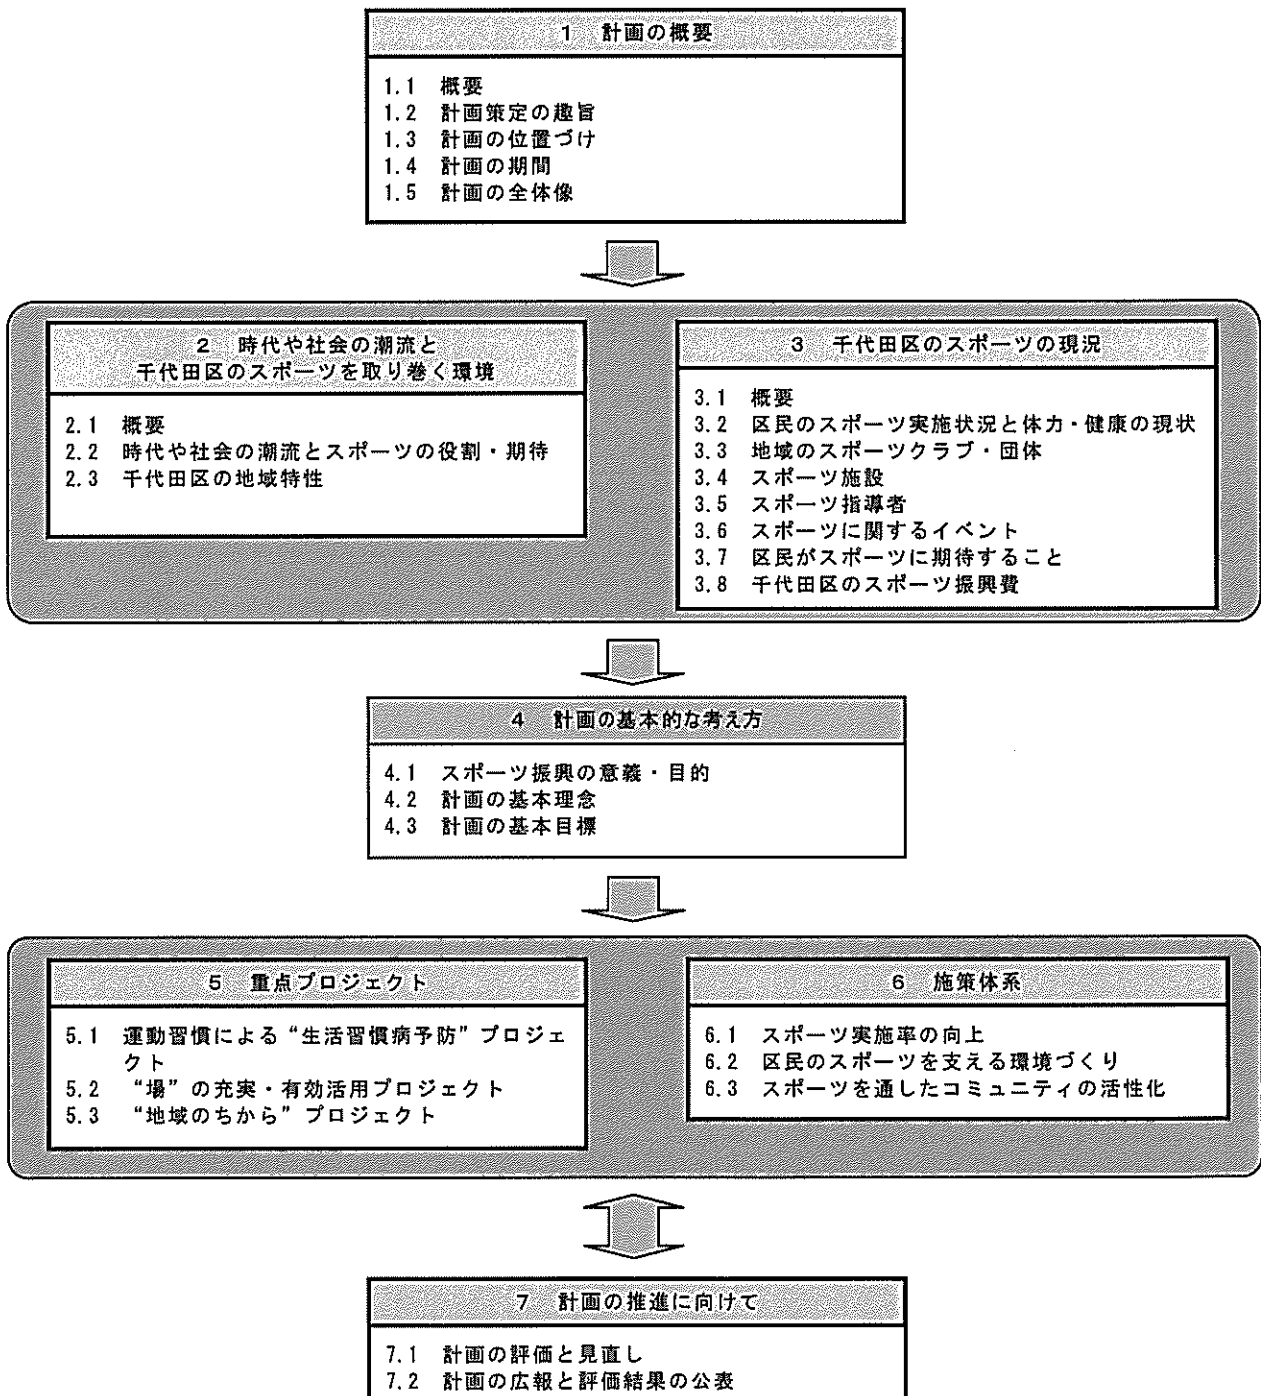 1 計画の概要
1.1 概要
1.2 計画策定の趣旨
1.3 計画の位置づけ
1.4 計画の期間
1.5 計画の全体像
2 時代や社会の潮流と
千代田区のスポーツを取り巻く環境
2.1 概要
2.2 時代や社会の潮流とスポーツの役割・期待
2.3 千代田区の地域特性
3 千代田区のスポーツの現況
3.1 概要
3.2 区民のスポーツ実施状況と体力・健康の現状
3.3 地域のスポーツクラブ・団体
3.4 スポーツ施設
3.5 スポーツ指導者
3.6 スポーツに関するイベント
3.7 区民がスポーツに期待すること
3.8 千代田区のスポーツ振興費
4 計画の基本的な考え方
4.1 スポーツ振興の意義・目的
4.2 計画の基本理念
4.3 計画の基本目標
5 重点プロジェクト
5.1 運動習慣による“生活習慣病予防”プロジェ
クト
5.2 “場”の充実・有効活用プロジェクト
5.3 “地域のちから”プロジェクト
6 施策体系
6.1 スポーツ実施率の向上
6.2 区民のスポーツを支える環境づくり
6.3 スポーツを通したコミュニティの活性化
7 計画の推進に向けて
7.1 計画の評価と見直し
7.2 計画の広報と評価結果の公表